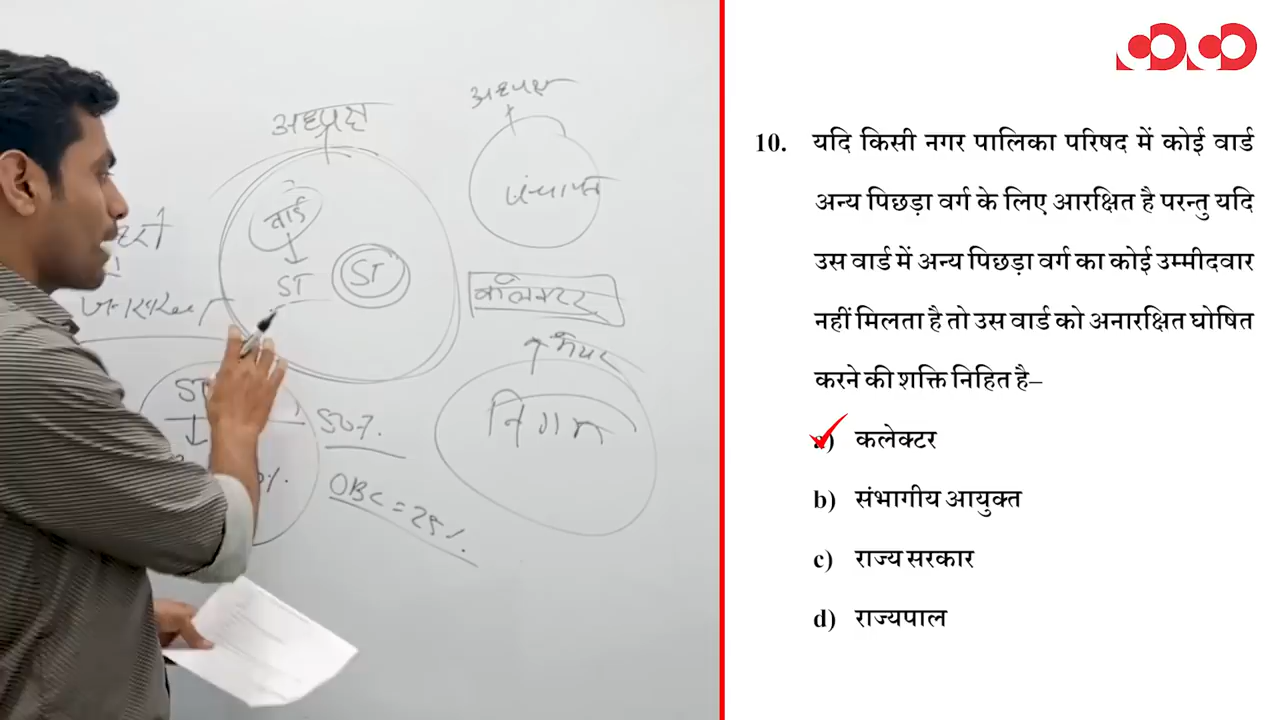 अध्यक्ष
अध्यक्ष
वार्ड
पंचायत
ST
ST
कलेक्टर
मेयर
निगम
ST
50%.
OBC = 25%.
10. यदि किसी नगर पालिका परिषद में कोई वार्ड
अन्य पिछड़ा वर्ग के लिए आरक्षित है परन्तु यदि
उस वार्ड में अन्य पिछड़ा वर्ग का कोई उम्मीदवार
नहीं मिलता है तो उस वार्ड को अनारक्षित घोषित
करने की शक्ति निहित है–
a) कलेक्टर
b) संभागीय आयुक्त
c) राज्य सरकार
d) राज्यपाल